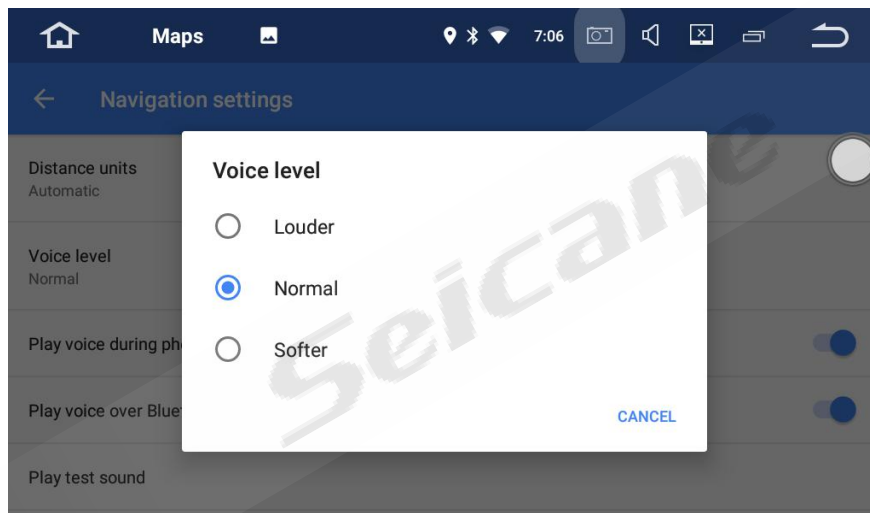 Maps
7:06
Navigation settings
Distance units
Automatic
Voice level
Normal
Play voice during ph
Play voice over Blue
Play test sound
Voice level
Louder
Normal
Softer
CANCEL
Seicane